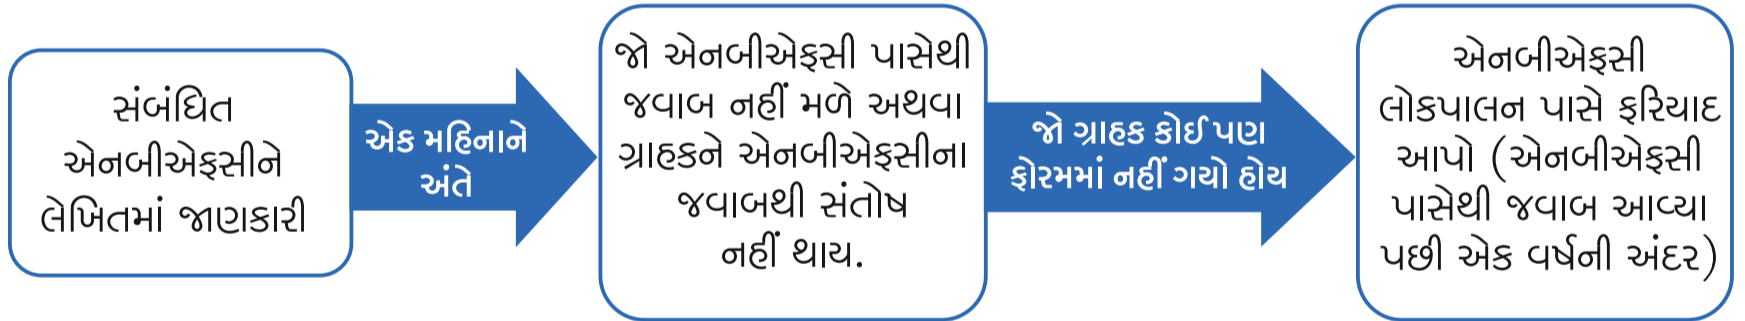 સંબંધિત
એનબીએફસીને
લેખિતમાં જાણકારી
એક મહિનાને
અંતે
જો એનબીએફસી પાસેથી
જવાબ નહીં મળે અથવા
ગ્રાહકને એનબીએફસીના
જવાબથી સંતોષ
નહીં થાય.
જો ગ્રાહક કોઈ પણ
ફોરમમાં નહીં ગયો હોય
એનબીએફસી
લોકપાલન પાસે ફરિયાદ
આપો (એનબીએફસી
પાસેથી જવાબ આવ્યા
પછી એક વર્ષની અંદર)